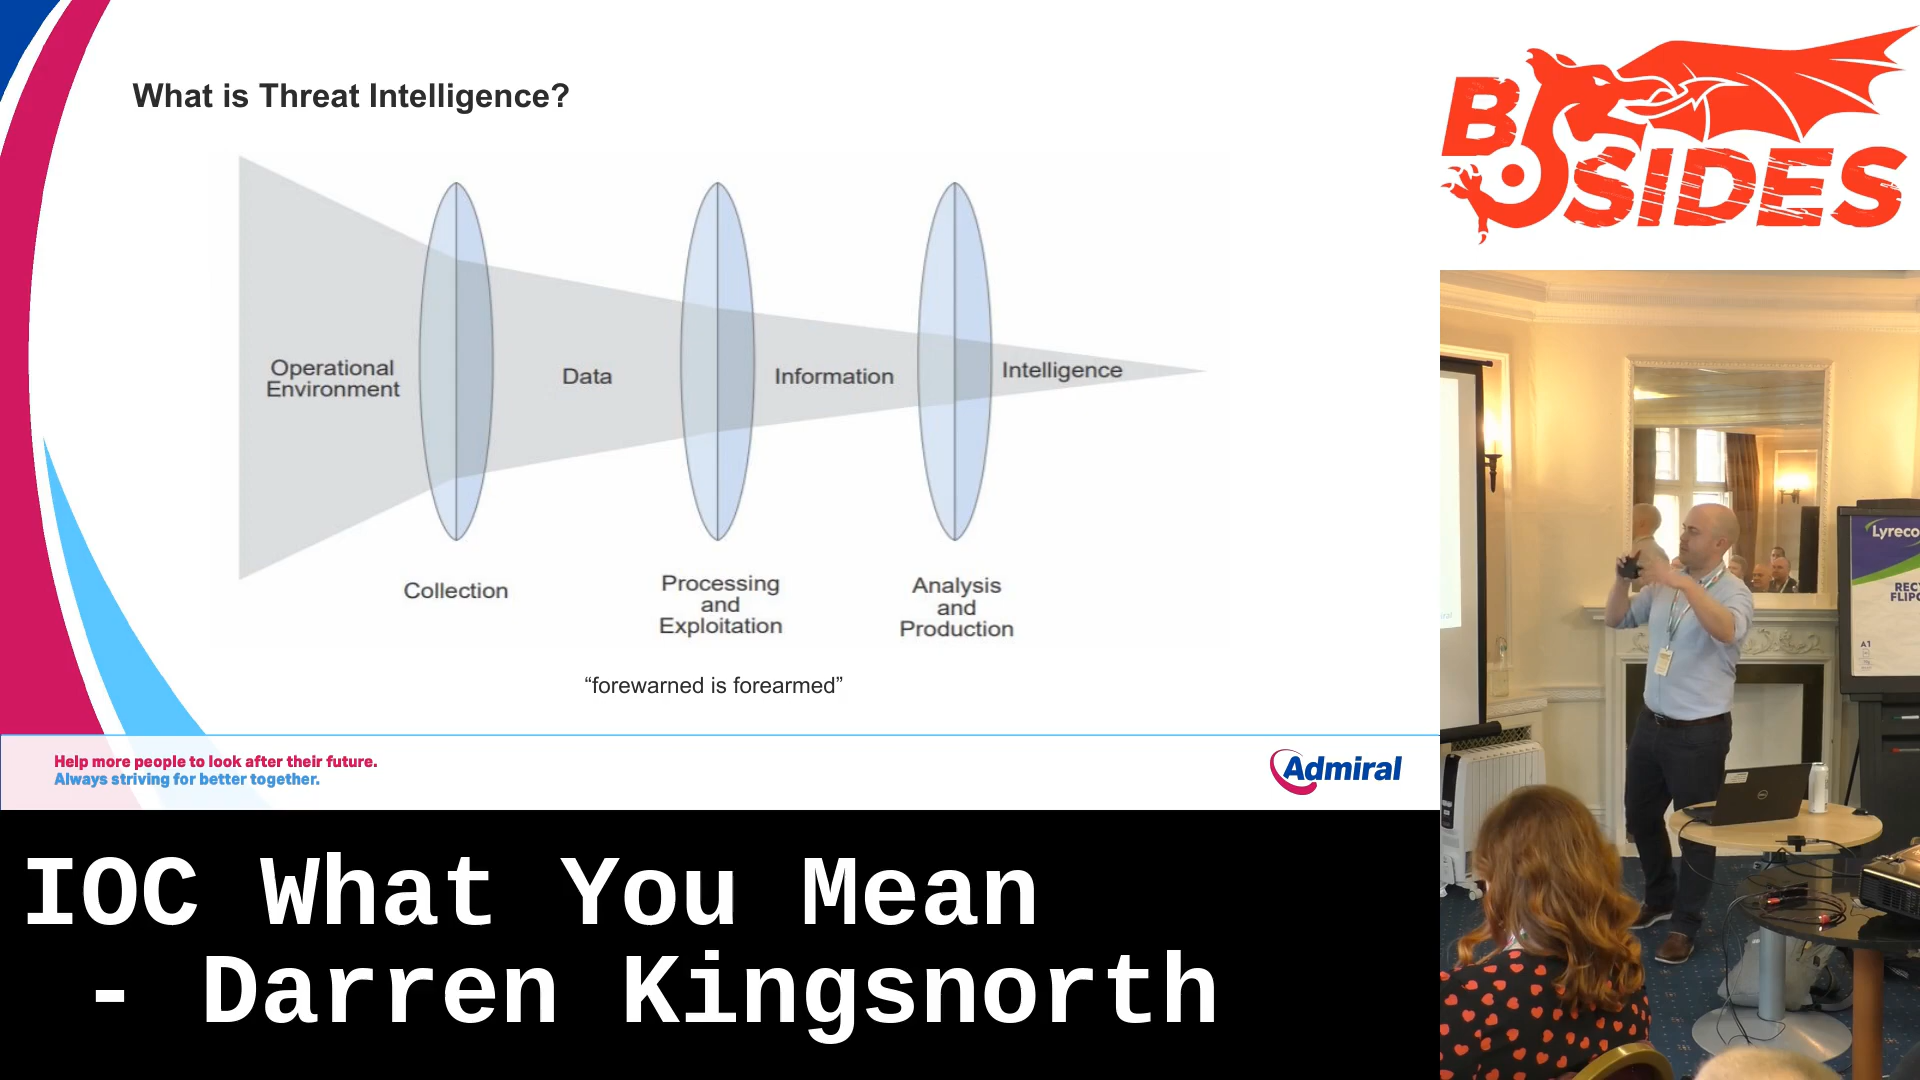 What is Threat Intelligence?
Operational
Environment
Data
Information
Intelligence
Collection
Processing
and
Exploitation
Analysis
and
Production
“forewarned is forearmed”
Help more people to look after their future.
Always striving for better together.
Admiral
IOC What You Mean
- Darren Kingsnorth
B
SIDES
Lyreco
A1